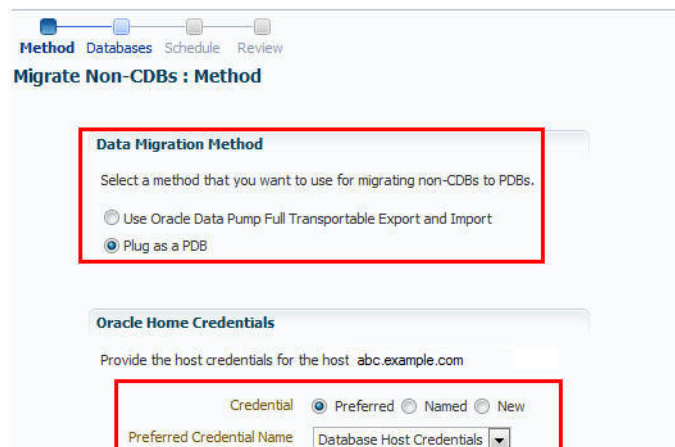 Method Databases Schedule Review
Migrate Non-CDBs : Method
Data Migration Method
Select a method that you want to use for migrating non-CDBs to PDBs.
Use Oracle Data Pump Full Transportable Export and Import
Plug as a PDB
Oracle Home Credentials
Provide the host credentials for the host abc.example.com
Credential Preferred Named New
Preferred Credential Name Database Host Credentials